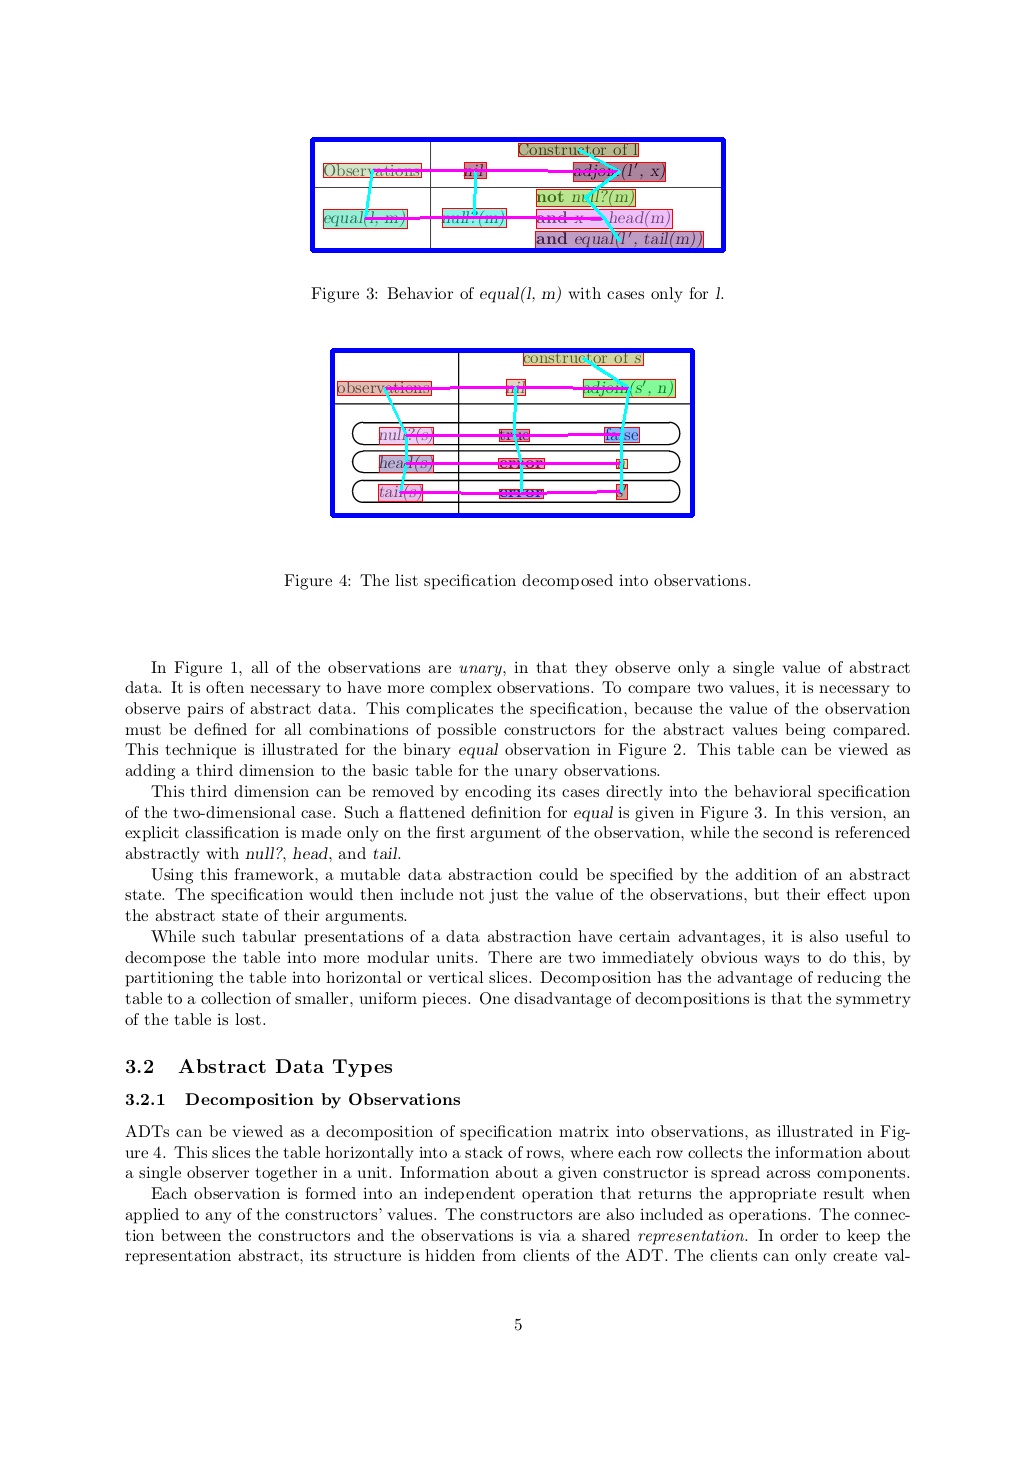 Constructor of l
Observations nil adjoin(l′, x)
not null?(m)
equal(l, m) null?(m) and x = head(m)
and equal(l′, tail(m))
Figure 3: Behavior of equal(l, m) with cases only for l.
constructor of s
observations nil adjoin(s′, n)
null?(s) true false
head(s) error n
tail(s) error s′
Figure 4: The list specification decomposed into observations.
In Figure 1, all of the observations are unary, in that they observe only a single value of abstract
data. It is often necessary to have more complex observations. To compare two values, it is necessary to
observe pairs of abstract data. This complicates the specification, because the value of the observation
must be defined for all combinations of possible constructors for the abstract values being compared.
This technique is illustrated for the binary equal observation in Figure 2. This table can be viewed as
adding a third dimension to the basic table for the unary observations.
This third dimension can be removed by encoding its cases directly into the behavioral specification
of the two-dimensional case. Such a flattened definition for equal is given in Figure 3. In this version, an
explicit classification is made only on the first argument of the observation, while the second is referenced
abstractly with null?, head, and tail.
Using this framework, a mutable data abstraction could be specified by the addition of an abstract
state. The specification would then include not just the value of the observations, but their effect upon
the abstract state of their arguments.
While such tabular presentations of a data abstraction have certain advantages, it is also useful to
decompose the table into more modular units. There are two immediately obvious ways to do this, by
partitioning the table into horizontal or vertical slices. Decomposition has the advantage of reducing the
table to a collection of smaller, uniform pieces. One disadvantage of decompositions is that the symmetry
of the table is lost.
3.2 Abstract Data Types
3.2.1 Decomposition by Observations
ADTs can be viewed as a decomposition of specification matrix into observations, as illustrated in Fig-
ure 4. This slices the table horizontally into a stack of rows, where each row collects the information about
a single observer together in a unit. Information about a given constructor is spread across components.
Each observation is formed into an independent operation that returns the appropriate result when
applied to any of the constructors' values. The constructors are also included as operations. The connec-
tion between the constructors and the observations is via a shared representation. In order to keep the
representation abstract, its structure is hidden from clients of the ADT. The clients can only create val-
5